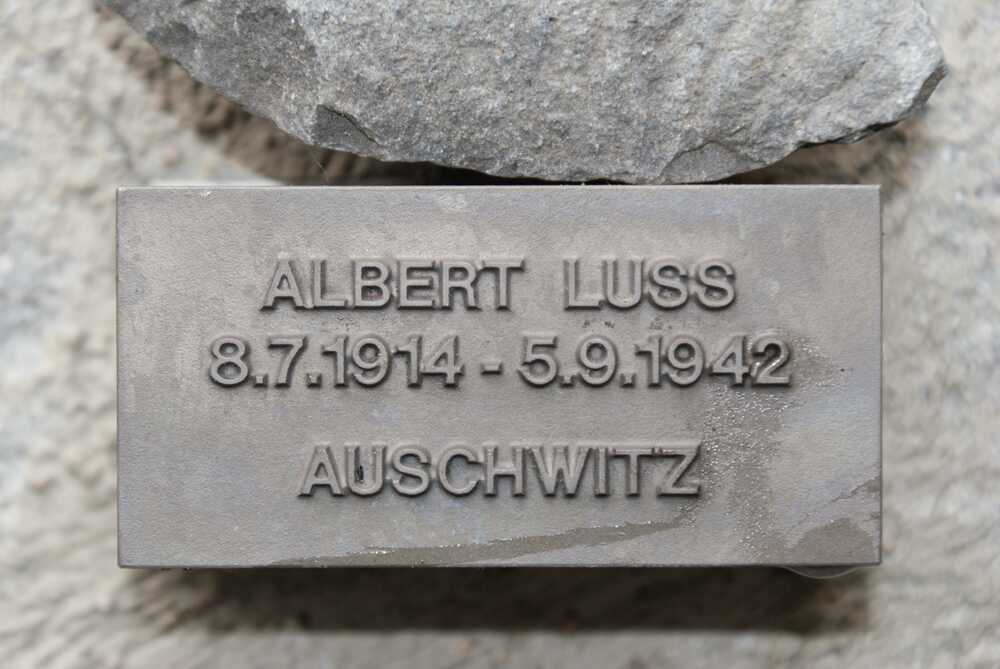 ALBERT LUSS
8.7.1914 - 5.9.1942
AUSCHWITZ